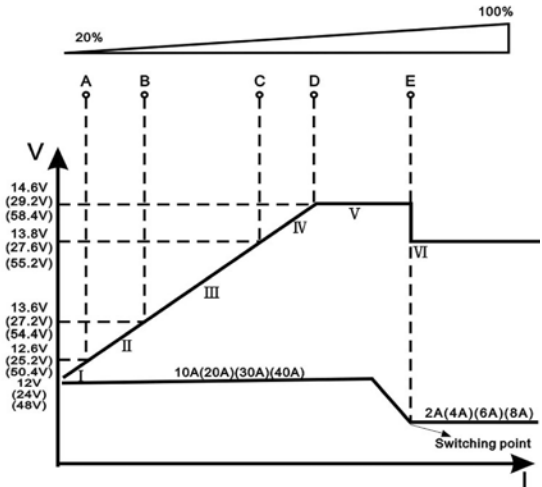 100%
20%
A B C D E
V
14.6V
(29.2V)
(58.4V)
V
IV
13.8V
(27.6V)
(55.2V)
VI
III
13.6V
(27.2V)
(54.4V)
II
12.6V
(25.2V)
(50.4V)
I
10A(20A)(30A)(40A)
12V
(24V)
(48V)
2A(4A)(6A)(8A)
Switching point
I